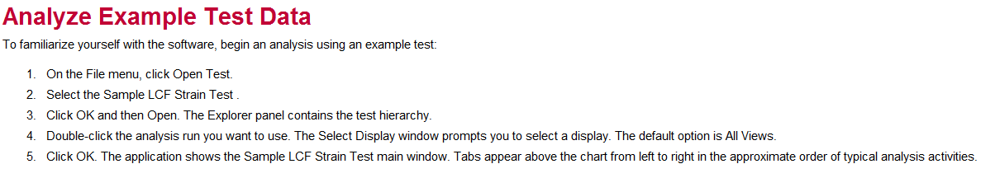 Analyze Example Test Data
To familiarize yourself with the software, begin an analysis using an example test:
1. On the File menu, click Open Test.
2. Select the Sample LCF Strain Test .
3. Click OK and then Open. The Explorer panel contains the test hierarchy.
4. Double-click the analysis run you want to use. The Select Display window prompts you to select a display. The default option is All Views.
5. Click OK. The application shows the Sample LCF Strain Test main window. Tabs appear above the chart from left to right in the approximate order of typical analysis activities.